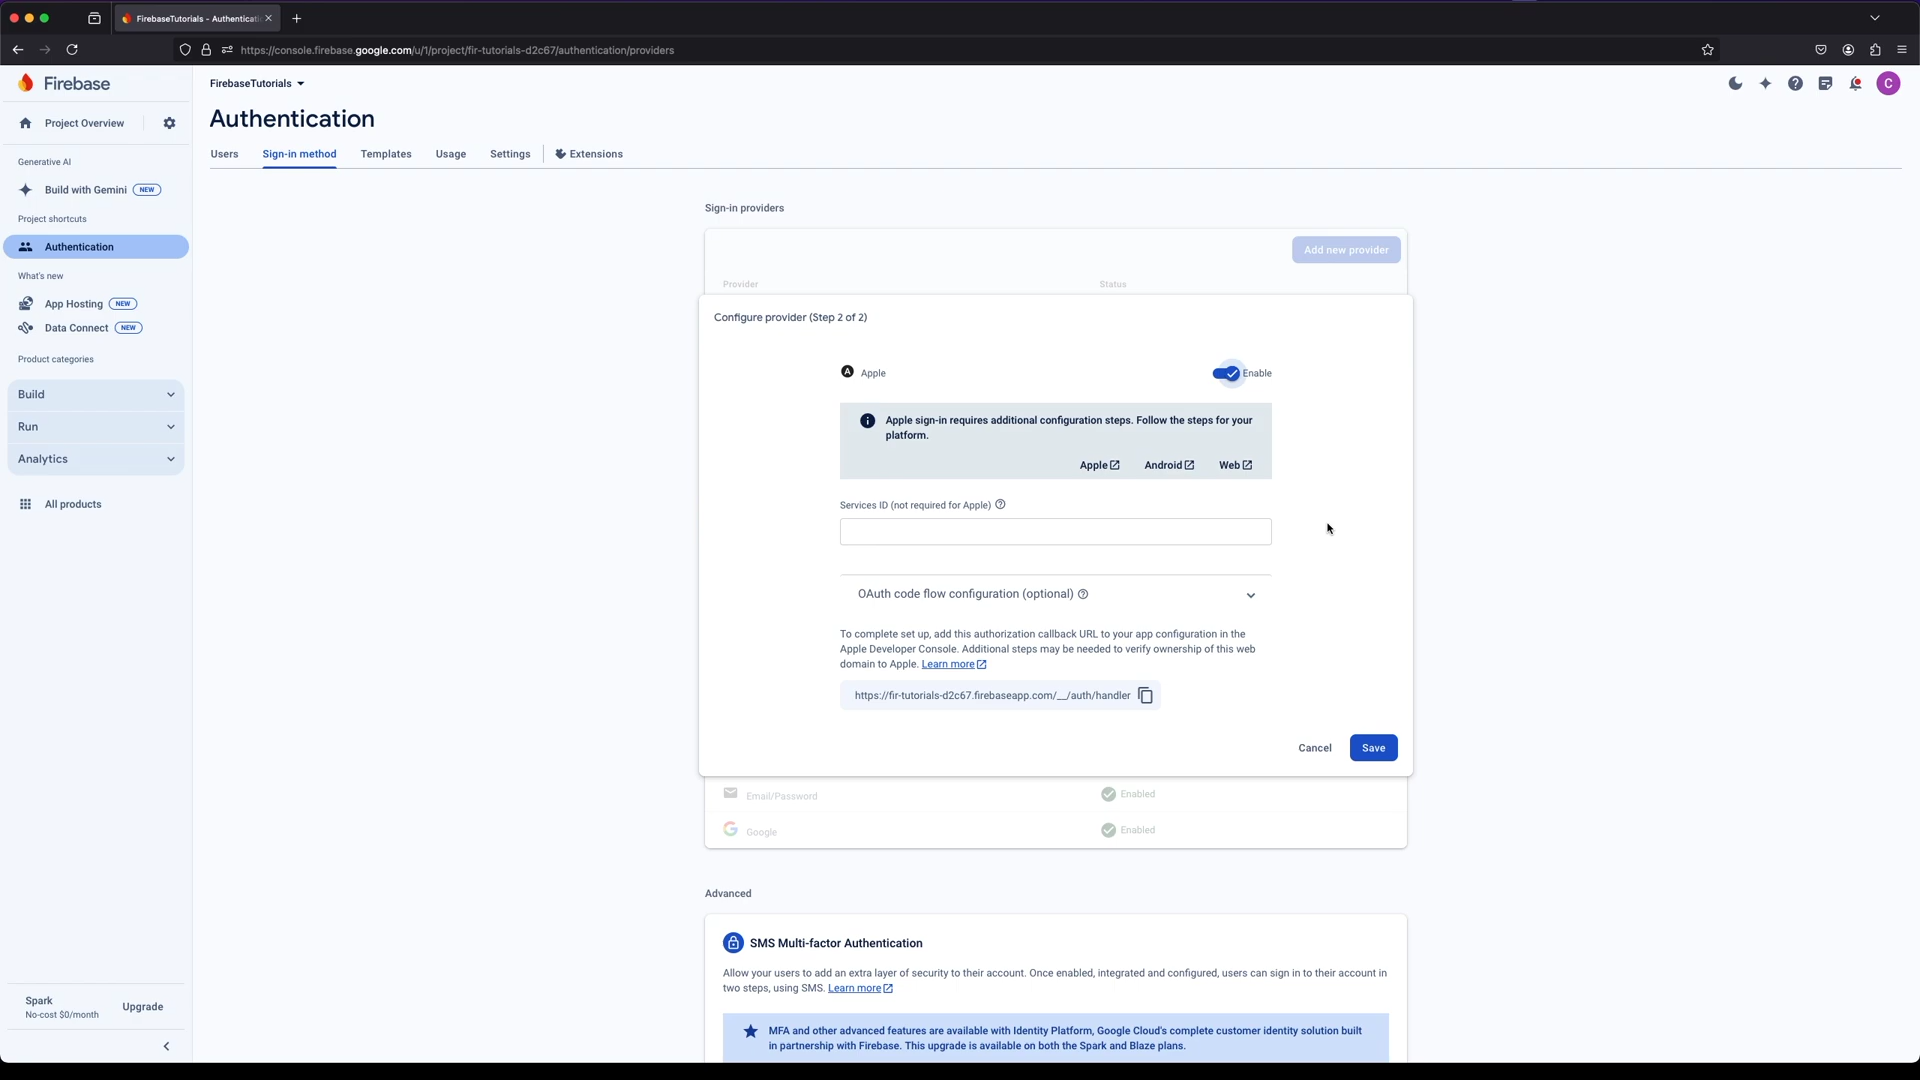 FirebaseTutorials - Authenticati
https://console.firebase.google.com/u/1/project/fir-tutorials-d2c67/authentication/providers
Firebase
FirebaseTutorials
C
Authentication
Project Overview
Users
Sign-in method
Templates
Usage
Settings
Extensions
Generative AI
Build with Gemini NEW
Project shortcuts
Authentication
What's new
App Hosting NEW
Data Connect NEW
Product categories
Build
Run
Analytics
All products
Spark
No-cost $0/month
Upgrade
Sign-in providers
Add new provider
Provider
Status
Configure provider (Step 2 of 2)
Apple
Enable
Apple sign-in requires additional configuration steps. Follow the steps for your
platform.
Apple
Android
Web
Services ID (not required for Apple)
OAuth code flow configuration (optional)
To complete set up, add this authorization callback URL to your app configuration in the
Apple Developer Console. Additional steps may be needed to verify ownership of this web
domain to Apple. Learn more
https://fir-tutorials-d2c67.firebaseapp.com/__/auth/handler
Cancel
Save
Email/Password
Enabled
Google
Enabled
Advanced
SMS Multi-factor Authentication
Allow your users to add an extra layer of security to their account. Once enabled, integrated and configured, users can sign in to their account in
two steps, using SMS. Learn more
MFA and other advanced features are available with Identity Platform, Google Cloud's complete customer identity solution built
in partnership with Firebase. This upgrade is available on both the Spark and Blaze plans.